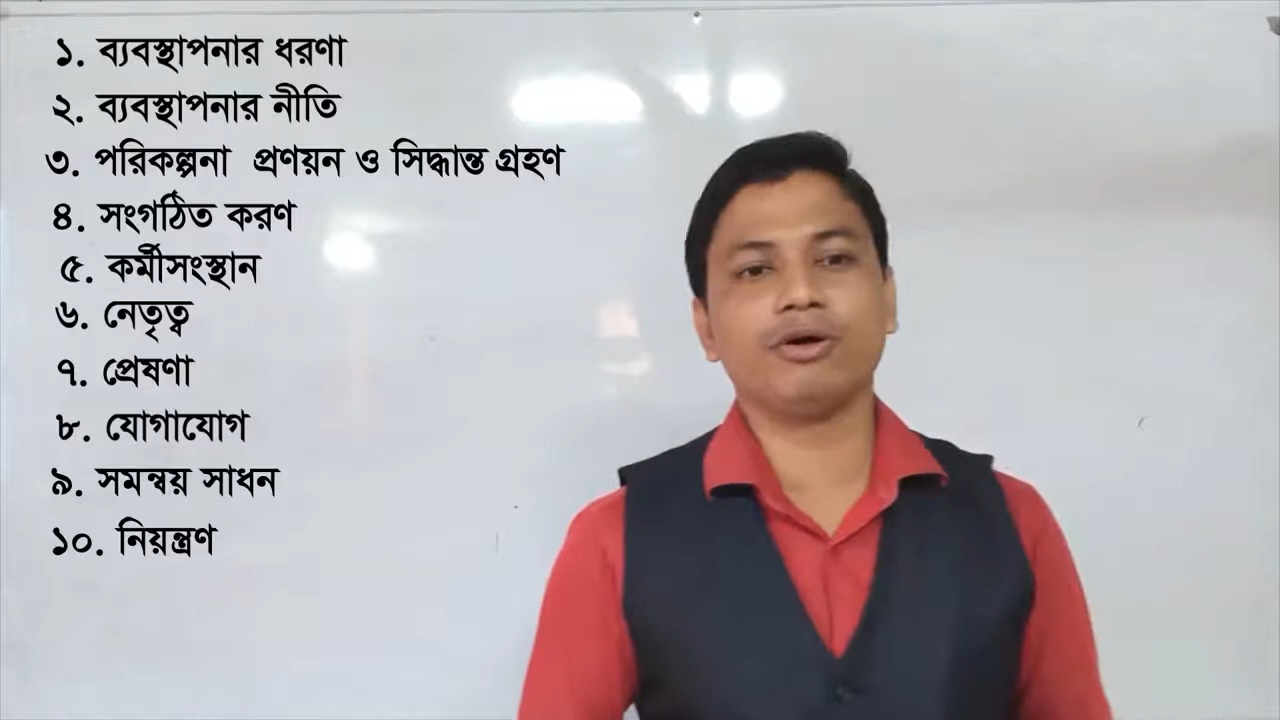 ১. ব্যবস্থাপনার ধরণা
২. ব্যবস্থাপনার নীতি
৩. পরিকল্পনা প্রণয়ন ও সিদ্ধান্ত গ্রহণ
৪. সংগঠিত করণ
৫. কর্মীসংস্থান
৬. নেতৃত্ব
৭. প্রেষণা
৮. যোগাযোগ
৯. সমন্বয় সাধন
১০. নিয়ন্ত্রণ